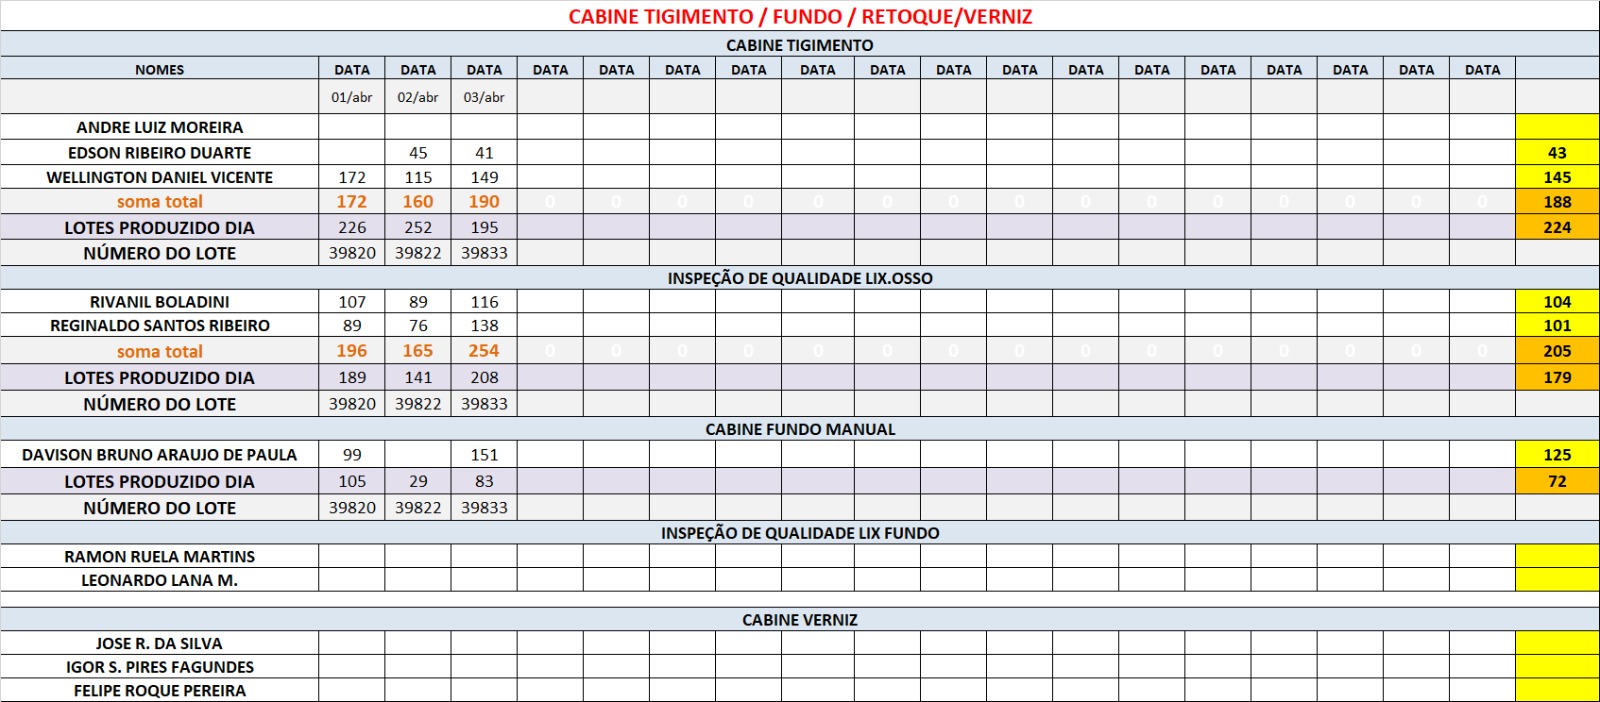 CABINE TIGIMENTO / FUNDO / RETOQUE/VERNIZ
CABINE TIGIMENTO
NOMES DATA DATA DATA DATA DATA DATA DATA DATA DATA DATA DATA DATA DATA DATA DATA DATA DATA DATA
01/abr 02/abr 03/abr
ANDRE LUIZ MOREIRA
EDSON RIBEIRO DUARTE 45 41 43
WELLINGTON DANIEL VICENTE 172 115 149 145
soma total 172 160 190 0 0 0 0 0 0 0 0 0 0 0 0 0 0 0 188
LOTES PRODUZIDO DIA 226 252 195 224
NÚMERO DO LOTE 39820 39822 39833
INSPEÇÃO DE QUALIDADE LIX.OSSO
RIVANIL BOLADINI 107 89 116 104
REGINALDO SANTOS RIBEIRO 89 76 138 101
soma total 196 165 254 0 0 0 0 0 0 0 0 0 0 0 0 0 0 0 205
LOTES PRODUZIDO DIA 189 141 208 179
NÚMERO DO LOTE 39820 39822 39833
CABINE FUNDO MANUAL
DAVISON BRUNO ARAUJO DE PAULA 99 151 125
LOTES PRODUZIDO DIA 105 29 83 72
NÚMERO DO LOTE 39820 39822 39833
INSPEÇÃO DE QUALIDADE LIX FUNDO
RAMON RUELA MARTINS
LEONARDO LANA M.
CABINE VERNIZ
JOSE R. DA SILVA
IGOR S. PIRES FAGUNDES
FELIPE ROQUE PEREIRA